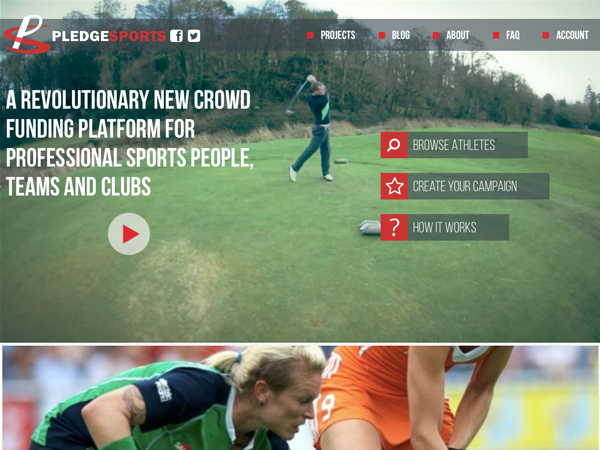 PLEDGESPORTS
PROJECTS
BLOG
ABOUT
FAQ
ACCOUNT
A REVOLUTIONARY NEW CROWD
FUNDING PLATFORM FOR
PROFESSIONAL SPORTS PEOPLE,
TEAMS AND CLUBS
BROWSE ATHLETES
CREATE YOUR CAMPAIGN
? HOW IT WORKS
9